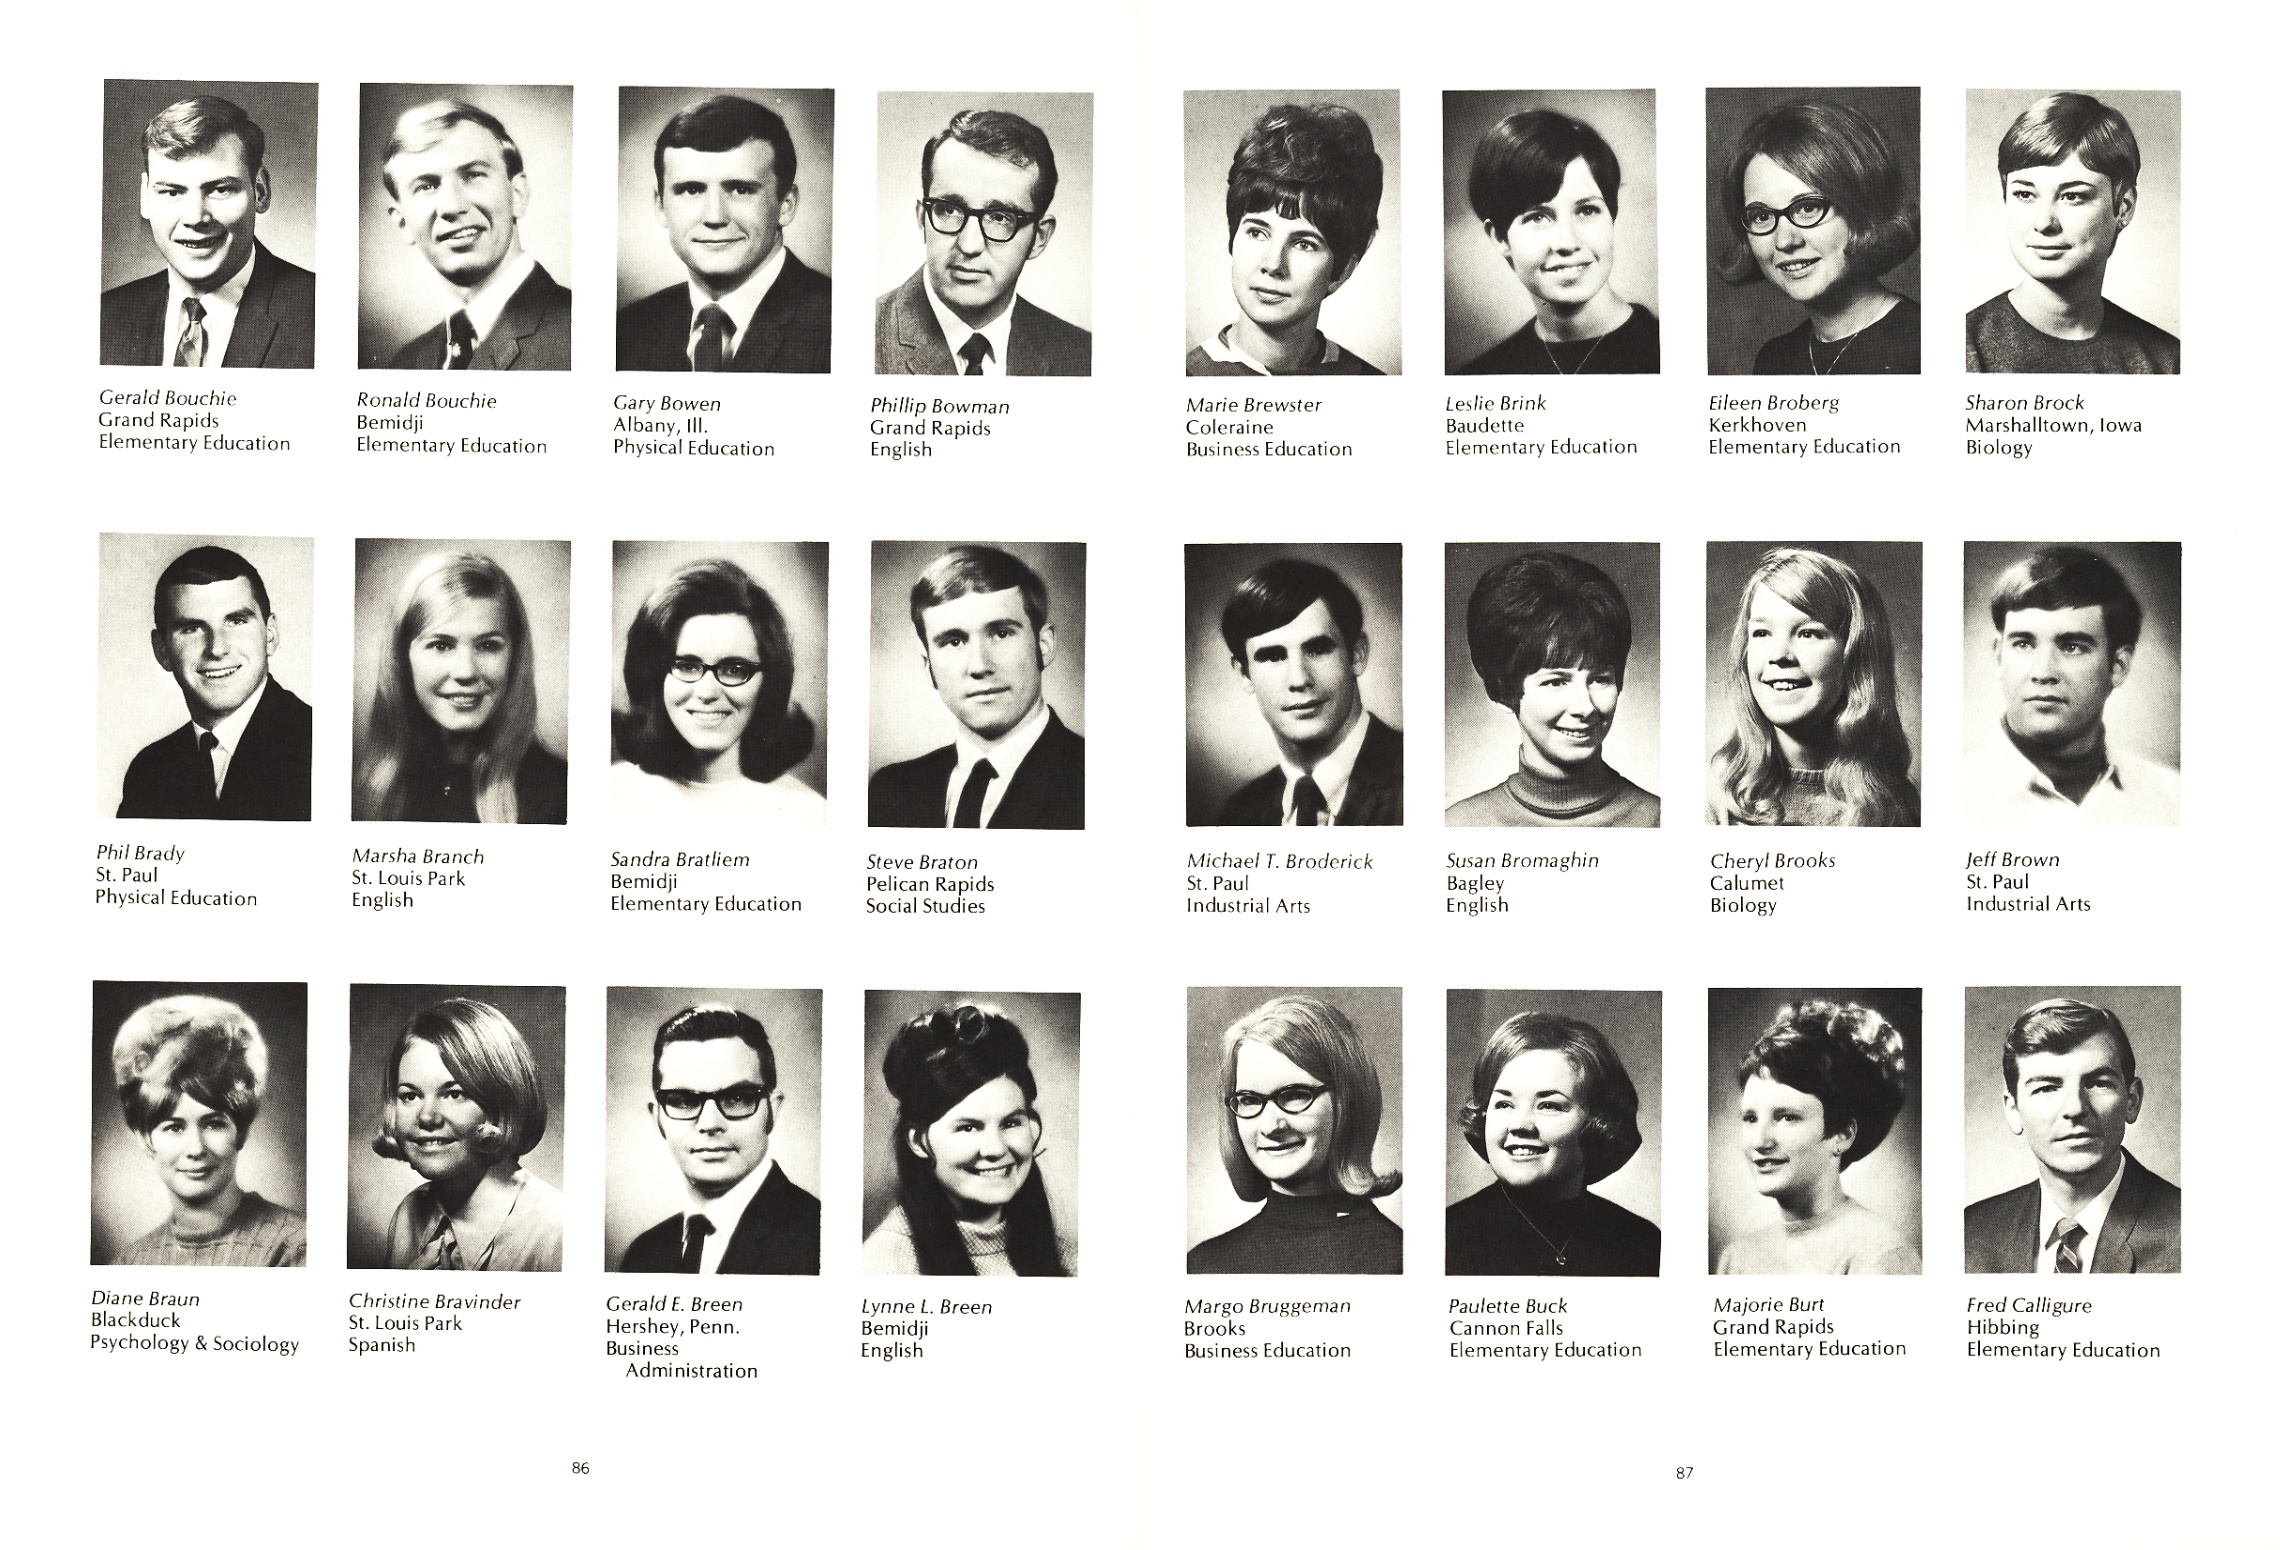 Gerald Bouchie
Grand Rapids
Elementary Education
Ronald Bouchie
Bemidji
Elementary Education
Gary Bowen
Albany, Ill.
Physical Education
Phillip Bowman
Grand Rapids
English
Phil Brady
St. Paul
Physical Education
Marsha Branch
St. Louis Park
English
Sandra Bratliem
Bemidji
Elementary Education
Steve Braton
Pelican Rapids
Social Studies
Diane Braun
Blackduck
Psychology & Sociology
Christine Bravinder
St. Louis Park
Spanish
Gerald E. Breen
Hershey, Penn.
Business
Administration
Lynne L. Breen
Bemidji
English
86
Marie Brewster
Coleraine
Business Education
Leslie Brink
Baudette
Elementary Education
Eileen Broberg
Kerkhoven
Elementary Education
Sharon Brock
Marshalltown, Iowa
Biology
Michael T. Broderick
St. Paul
Industrial Arts
Susan Bromaghin
Bagley
English
Cheryl Brooks
Calumet
Biology
Jeff Brown
St. Paul
Industrial Arts
Margo Bruggeman
Brooks
Business Education
Paulette Buck
Cannon Falls
Elementary Education
Majorie Burt
Grand Rapids
Elementary Education
Fred Calligure
Hibbing
Elementary Education
87